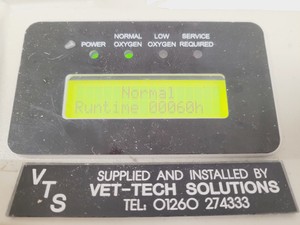 POWER
NORMAL OXYGEN
LOW OXYGEN
SERVICE REQUIRED
Normal
Runtime 00060h
VTS
SUPPLIED AND INSTALLED BY
VET-TECH SOLUTIONS
TEL: 01260 274333